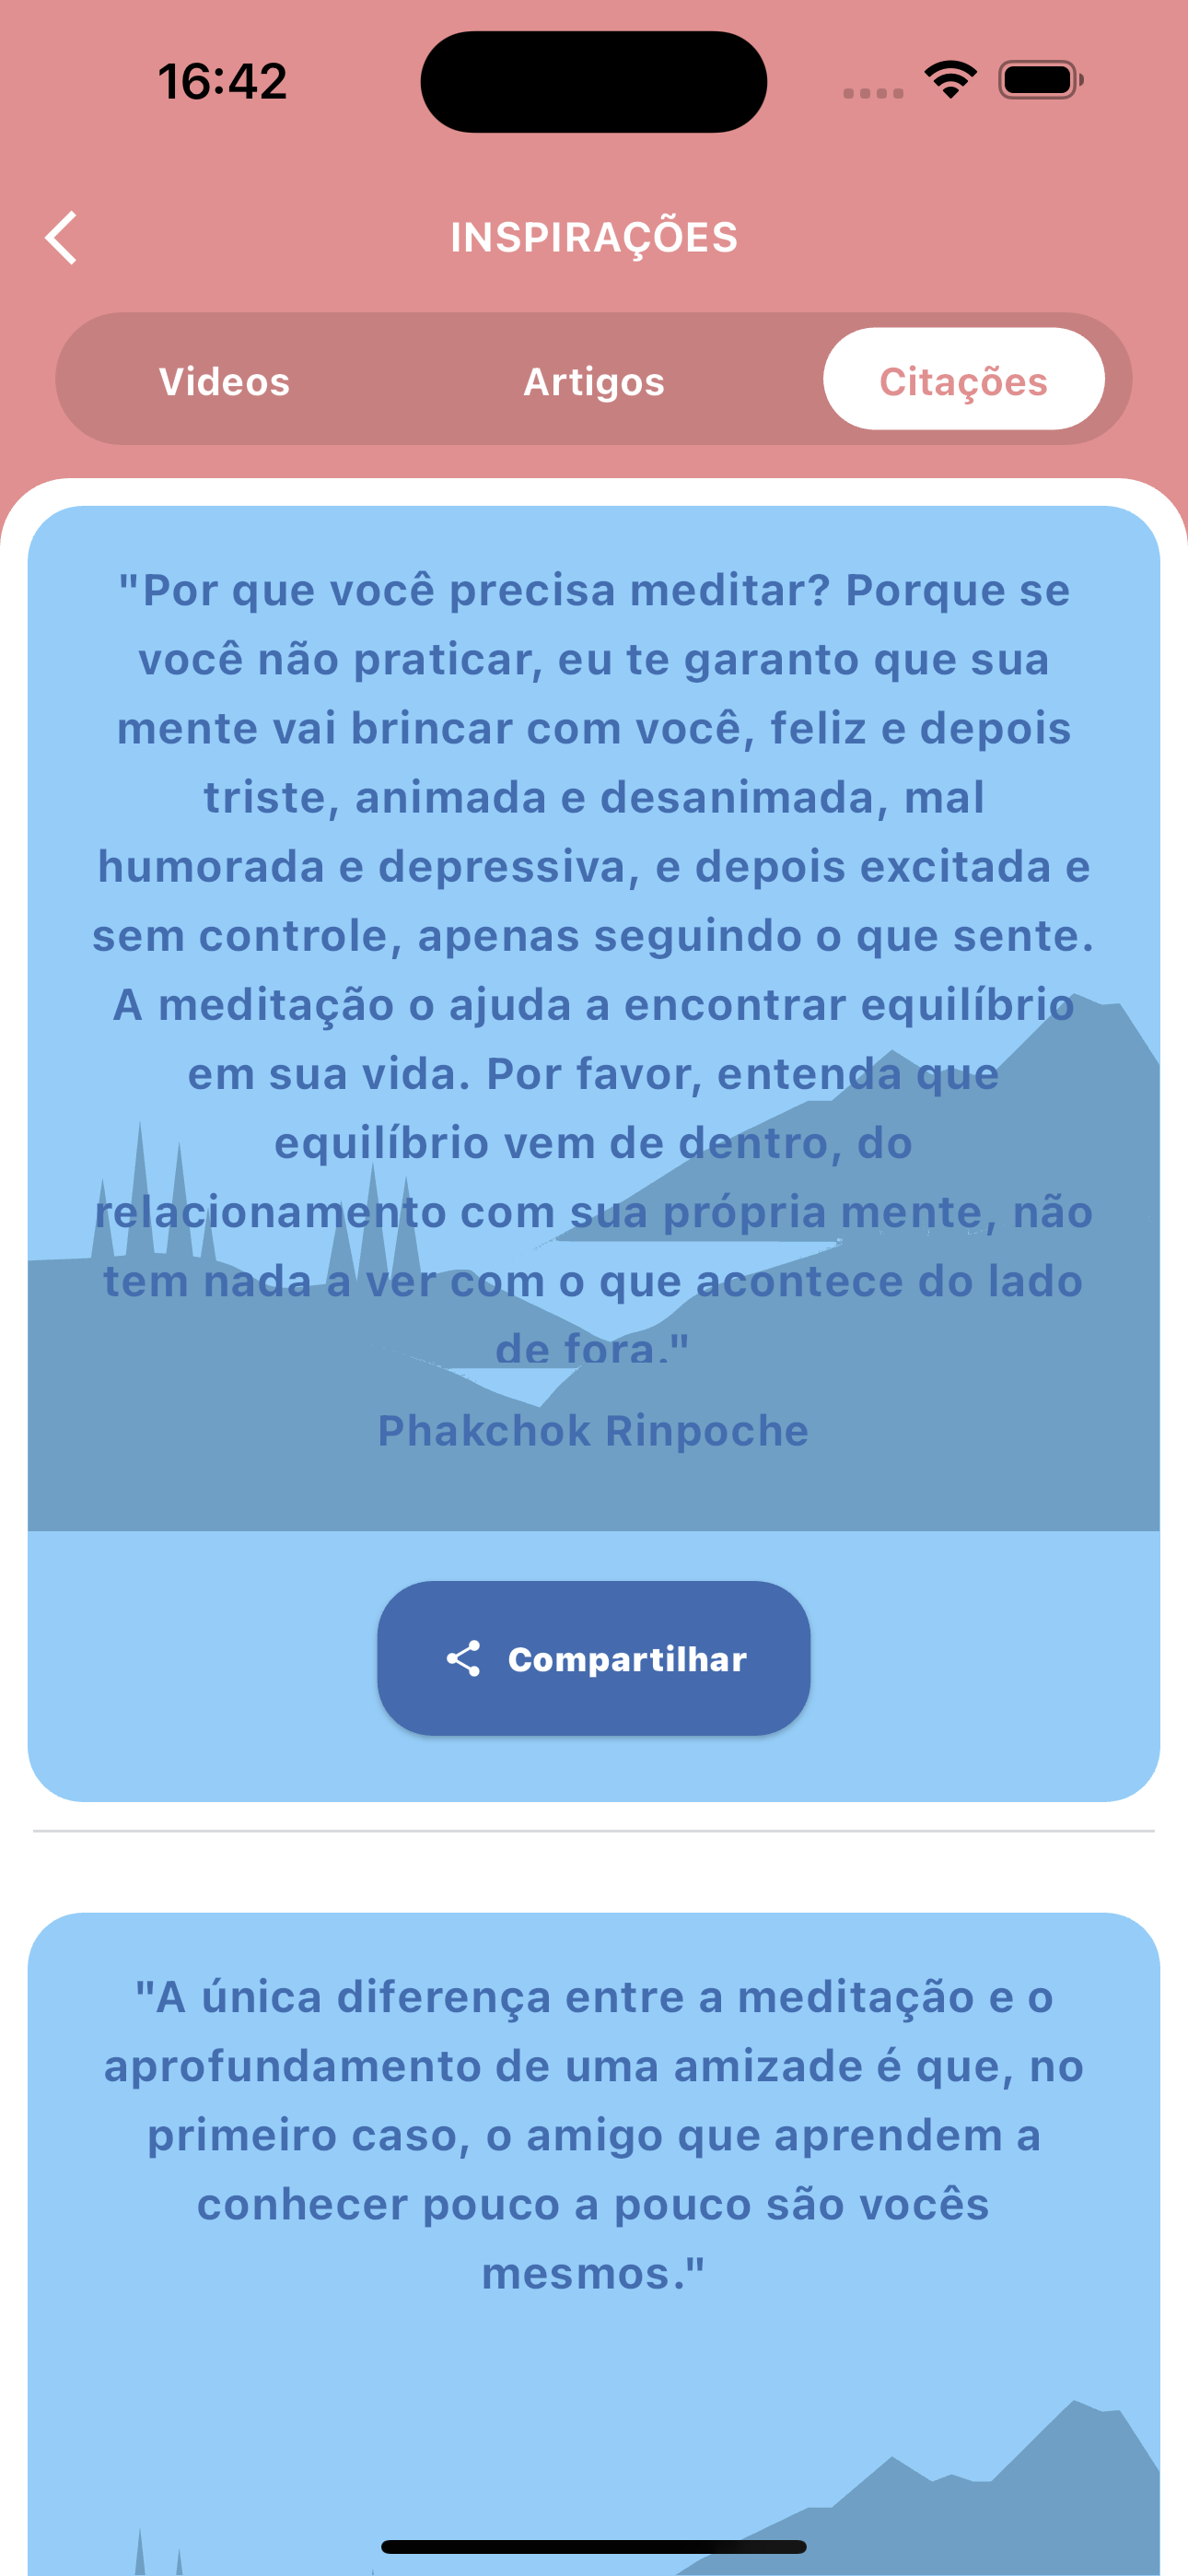 16:42
INSPIRAÇÕES
Videos Artigos Citações
"Por que você precisa meditar? Porque se
você não praticar, eu te garanto que sua
mente vai brincar com você, feliz e depois
triste, animada e desanimada, mal
humorada e depressiva, e depois excitada e
sem controle, apenas seguindo o que sente.
A meditação o ajuda a encontrar equilíbrio
em sua vida. Por favor, entenda que
equilíbrio vem de dentro, do
relacionamento com sua própria mente, não
tem nada a ver com o que acontece do lado
de fora."
Phakchok Rinpoche
Compartilhar
"A única diferença entre a meditação e o
aprofundamento de uma amizade é que, no
primeiro caso, o amigo que aprendem a
conhecer pouco a pouco são vocês
mesmos."